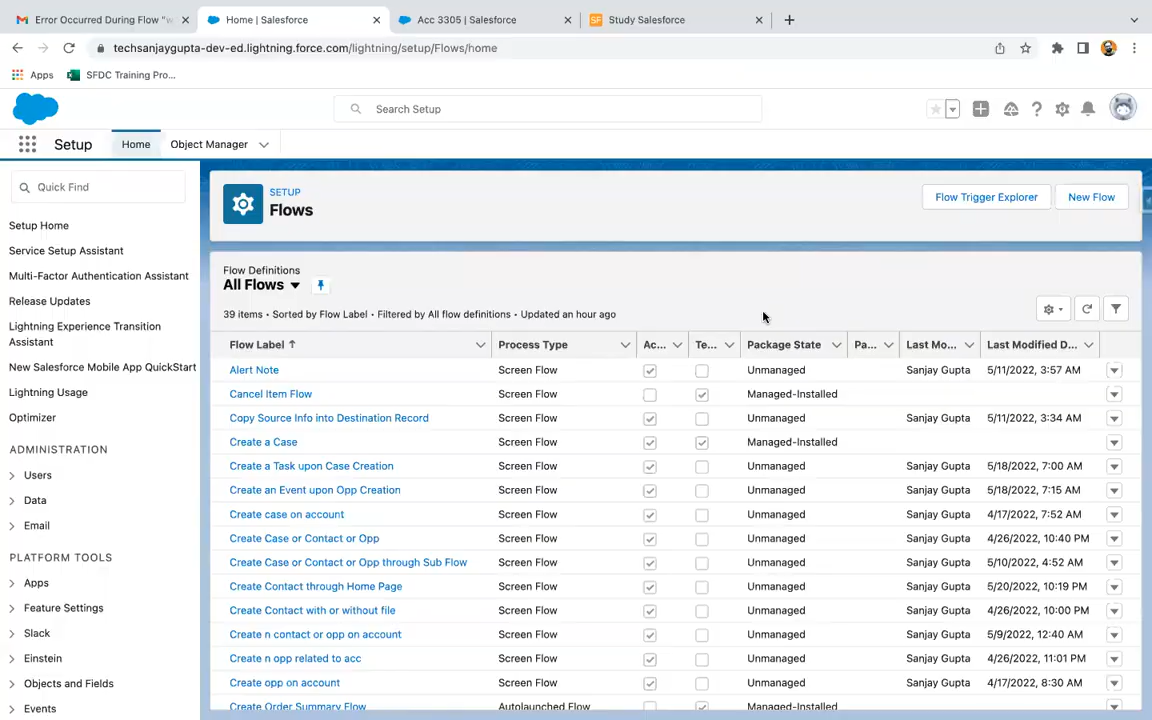 Error Occurred During Flow "w
Home | Salesforce
Acc 3305 | Salesforce
SF
Study Salesforce
techsanjaygupta-dev-ed.lightning.force.com/lightning/setup/Flows/home
Apps
SFDC Training Pro...
Search Setup
Setup
Home
Object Manager
Quick Find
Setup Home
Service Setup Assistant
Multi-Factor Authentication Assistant
Release Updates
Lightning Experience Transition
Assistant
New Salesforce Mobile App QuickStart
Lightning Usage
Optimizer
ADMINISTRATION
Users
Data
Email
PLATFORM TOOLS
Apps
Feature Settings
Slack
Einstein
Objects and Fields
Events
SETUP
Flows
Flow Trigger Explorer
New Flow
Flow Definitions
All Flows
39 items • Sorted by Flow Label • Filtered by All flow definitions • Updated an hour ago
Flow Label ↑ Process Type Ac... Te... Package State Pa... Last Mo... Last Modified D...
Alert Note Screen Flow Unmanaged Sanjay Gupta 5/11/2022, 3:57 AM
Cancel Item Flow Screen Flow Managed-Installed
Copy Source Info into Destination Record Screen Flow Unmanaged Sanjay Gupta 5/11/2022, 3:34 AM
Create a Case Screen Flow Managed-Installed
Create a Task upon Case Creation Screen Flow Unmanaged Sanjay Gupta 5/18/2022, 7:00 AM
Create an Event upon Opp Creation Screen Flow Unmanaged Sanjay Gupta 5/18/2022, 7:15 AM
Create case on account Screen Flow Unmanaged Sanjay Gupta 4/17/2022, 7:52 AM
Create Case or Contact or Opp Screen Flow Unmanaged Sanjay Gupta 4/26/2022, 10:40 PM
Create Case or Contact or Opp through Sub Flow Screen Flow Unmanaged Sanjay Gupta 5/10/2022, 4:52 AM
Create Contact through Home Page Screen Flow Unmanaged Sanjay Gupta 5/20/2022, 10:19 PM
Create Contact with or without file Screen Flow Unmanaged Sanjay Gupta 4/26/2022, 10:00 PM
Create n contact or opp on account Screen Flow Unmanaged Sanjay Gupta 5/9/2022, 12:40 AM
Create n opp related to acc Screen Flow Unmanaged Sanjay Gupta 4/26/2022, 11:01 PM
Create opp on account Screen Flow Unmanaged Sanjay Gupta 4/17/2022, 8:30 AM
Create Order Summary Flow Autolaunched Flow Managed-Installed